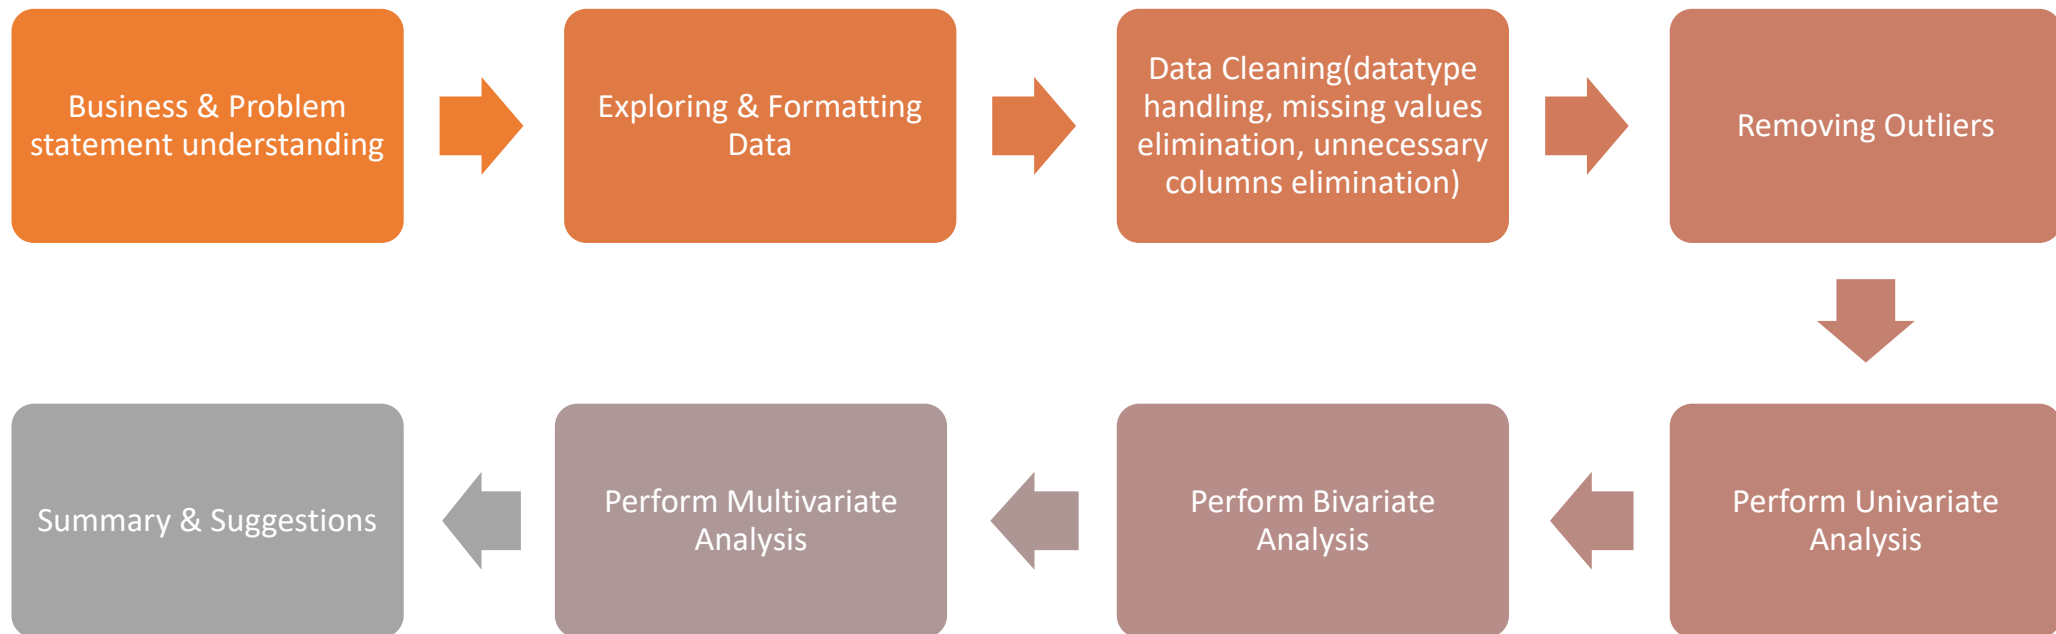 Business & Problem
statement understanding
Exploring & Formatting
Data
Data Cleaning(datatype
handling, missing values
elimination, unnecessary
columns elimination)
Removing Outliers
Perform Univariate
Analysis
Perform Bivariate
Analysis
Perform Multivariate
Analysis
Summary & Suggestions